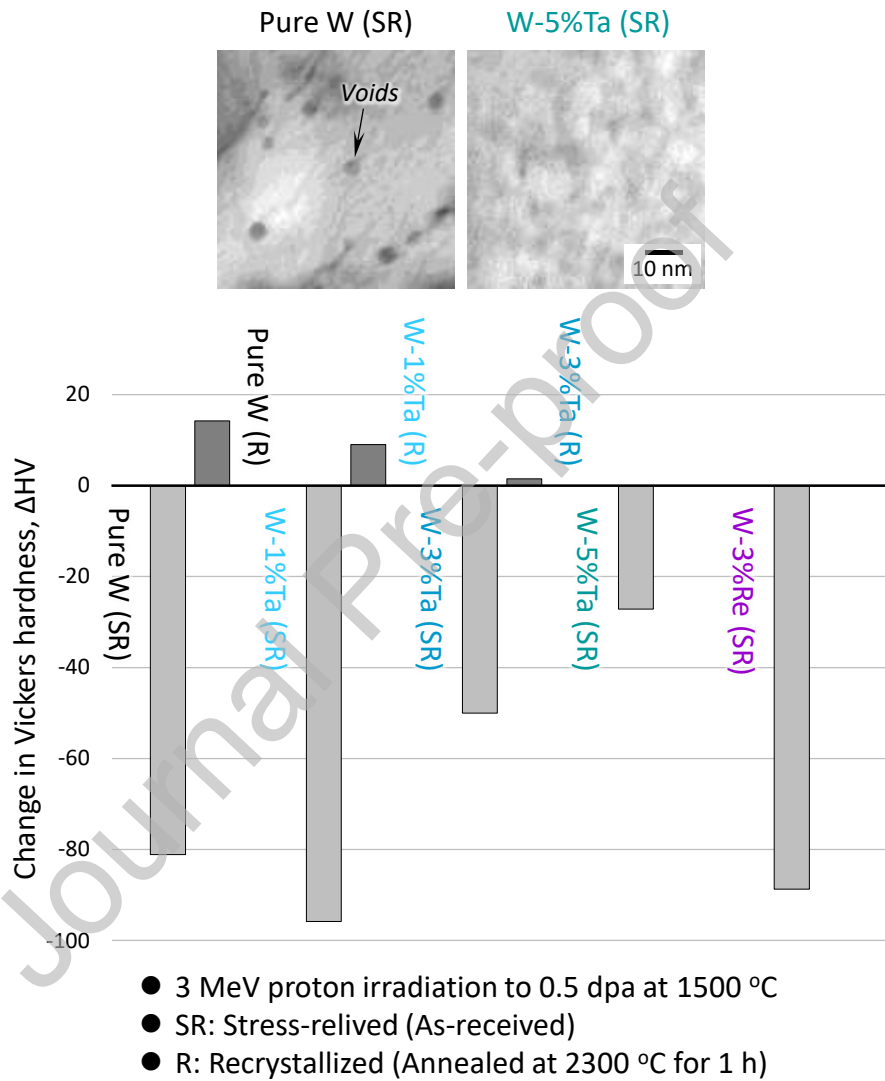 Pure W (SR)
W-5%Ta (SR)
Voids
10 nm
Change in Vickers hardness, ΔHV
20
0
-20
-40
-60
-80
-100
Pure W (R)
W-1%Ta (R)
W-3%Ta (R)
Pure W (SR)
W-1%Ta (SR)
W-3%Ta (SR)
W-5%Ta (SR)
W-3%Re (SR)
Journal Pre-proof
● 3 MeV proton irradiation to 0.5 dpa at 1500 °C
● SR: Stress-relived (As-received)
● R: Recrystallized (Annealed at 2300 °C for 1 h)